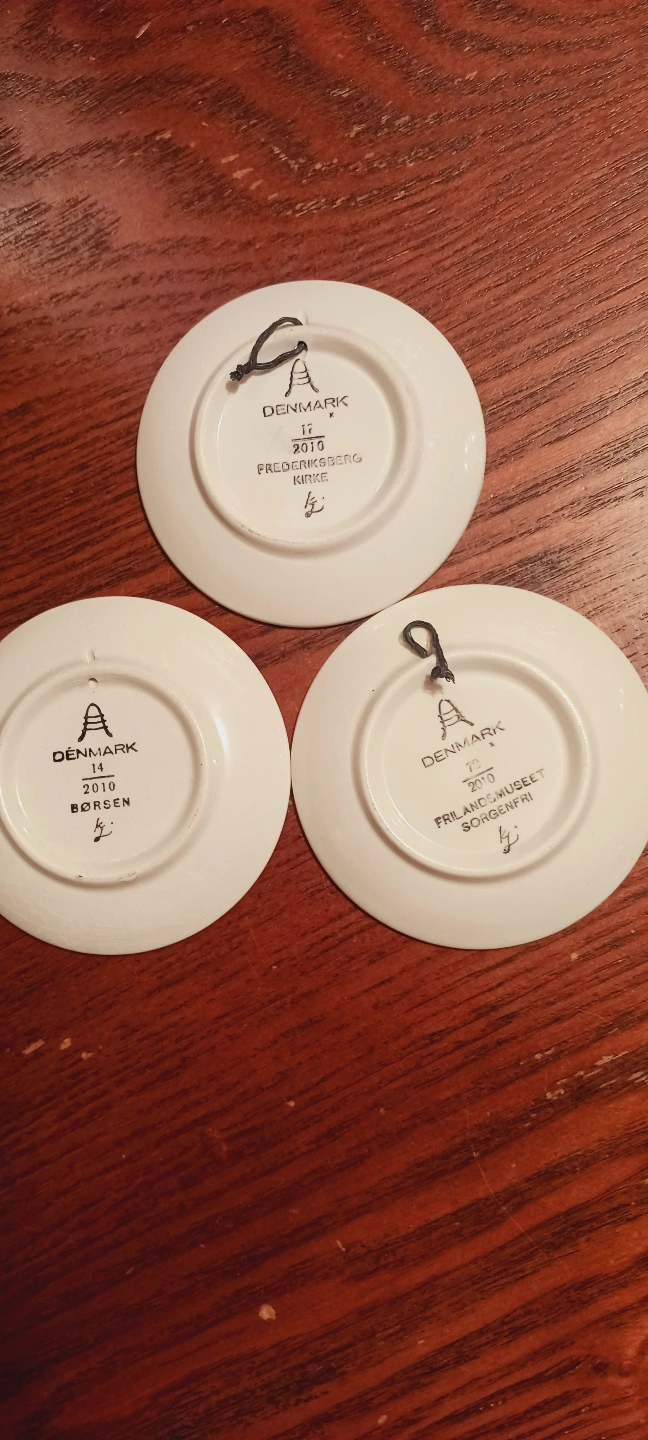 DENMARK
x
17
2010
FREDERIKSBERG
KIRKE
DENMARK
14
2010
BØRSEN
DENMARK
x
2010
FRILANDSMUSEET
SORGENFRI